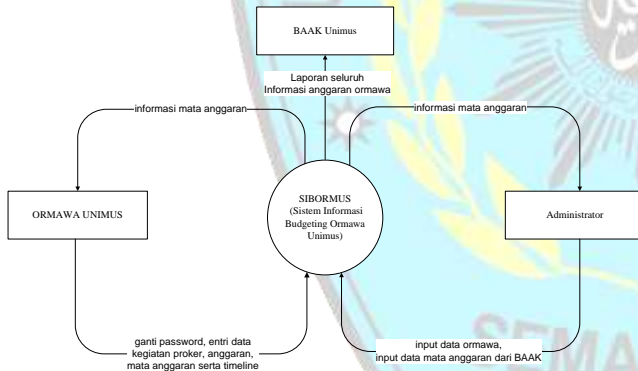 BAAK Unimus
Laporan seluruh
Informasi anggaran ormawa
informasi mata anggaran
informasi mata anggaran
ORMAWA UNIMUS
SIBORMUS
(Sistem Informasi
Budgeting Ormawa
Unimus)
Administrator
ganti password, entri data
kegiatan proker, anggaran,
mata anggaran serta timeline
input data ormawa,
input data mata anggaran dari BAAK
SEMA